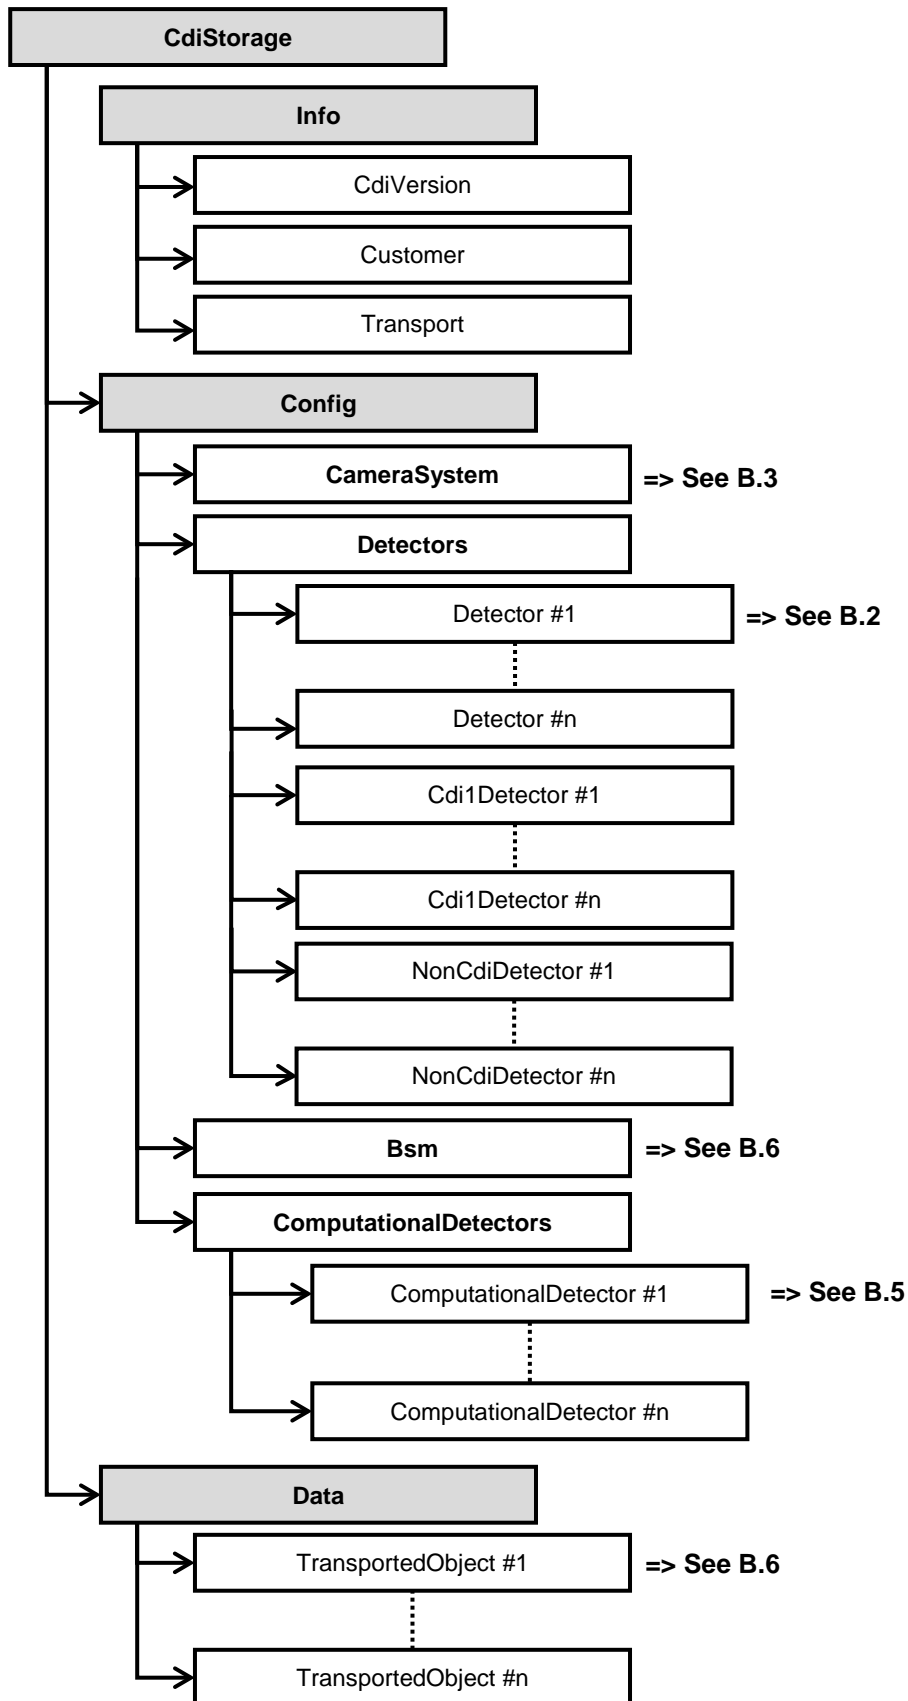 CdiStorage
Info
CdiVersion
Customer
Transport
Config
CameraSystem => See B.3
Detectors
Detector #1 => See B.2
Detector #n
Cdi1Detector #1
Cdi1Detector #n
NonCdiDetector #1
NonCdiDetector #n
Bsm => See B.6
ComputationalDetectors
ComputationalDetector #1 => See B.5
ComputationalDetector #n
Data
TransportedObject #1 => See B.6
TransportedObject #n